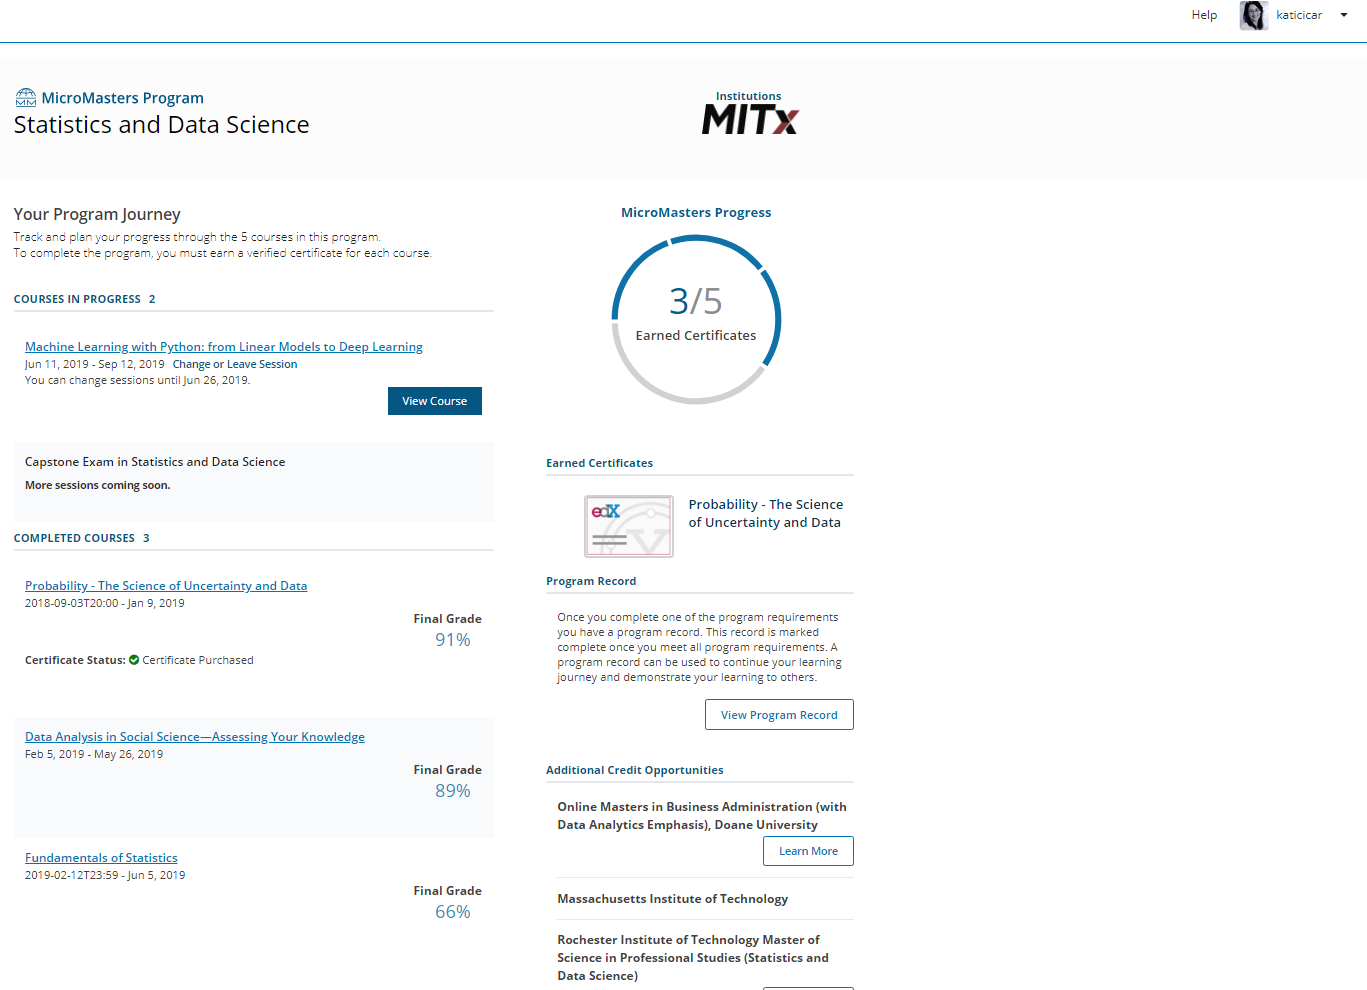 Help
katicicar
MicroMasters Program
Statistics and Data Science
Institutions
MITx
Your Program Journey
Track and plan your progress through the 5 courses in this program.
To complete the program, you must earn a verified certificate for each course.
COURSES IN PROGRESS 2
Machine Learning with Python: from Linear Models to Deep Learning
Jun 11, 2019 - Sep 12, 2019 Change or Leave Session
You can change sessions until Jun 26, 2019.
View Course
Capstone Exam in Statistics and Data Science
More sessions coming soon.
COMPLETED COURSES 3
Probability - The Science of Uncertainty and Data
2018-09-03T20:00 - Jan 9, 2019
Final Grade
91%
Certificate Status: Certificate Purchased
Data Analysis in Social Science—Assessing Your Knowledge
Feb 5, 2019 - May 26, 2019
Final Grade
89%
Fundamentals of Statistics
2019-02-12T23:59 - Jun 5, 2019
Final Grade
66%
MicroMasters Progress
3/5
Earned Certificates
Earned Certificates
edX
Probability - The Science
of Uncertainty and Data
Program Record
Once you complete one of the program requirements
you have a program record. This record is marked
complete once you meet all program requirements. A
program record can be used to continue your learning
journey and demonstrate your learning to others.
View Program Record
Additional Credit Opportunities
Online Masters in Business Administration (with
Data Analytics Emphasis), Doane University
Learn More
Massachusetts Institute of Technology
Rochester Institute of Technology Master of
Science in Professional Studies (Statistics and
Data Science)